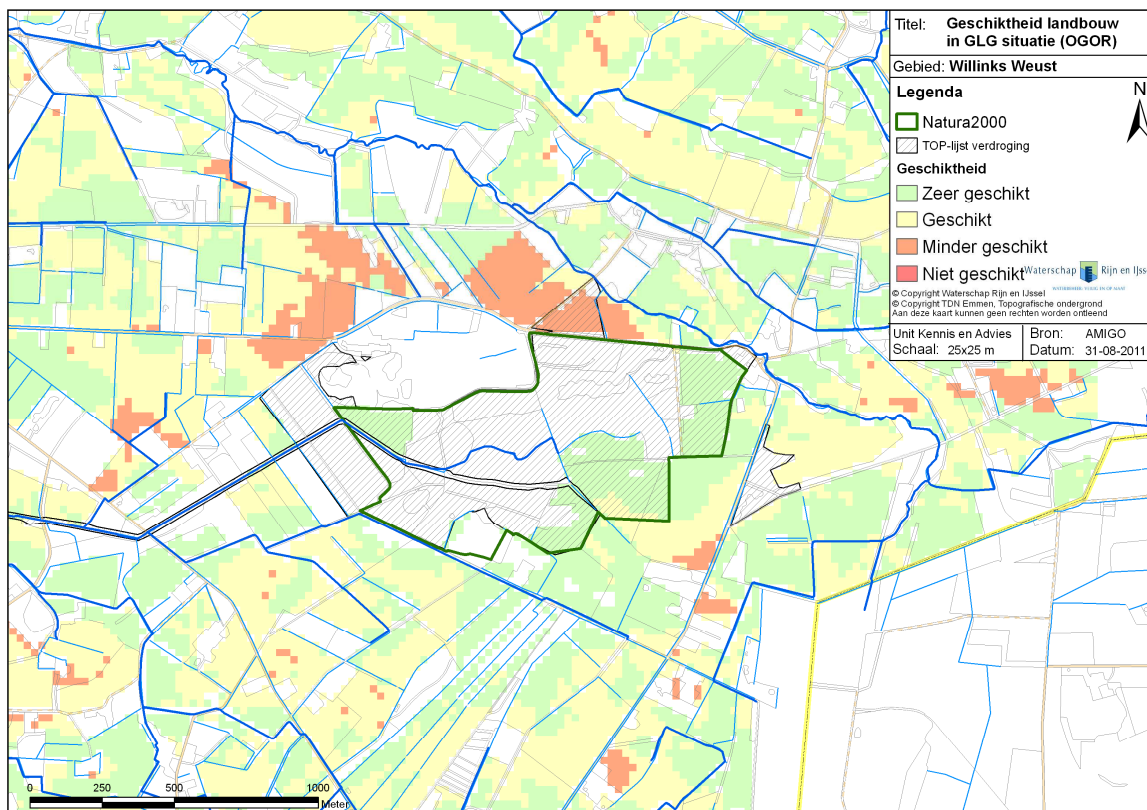 Titel: Geschiktheid landbouw
in GLG situatie (OGOR)
Gebied: Willinks Weust
Legenda
N
Natura2000
TOP-lijst verdroging
Geschiktheid
Zeer geschikt
Geschikt
Minder geschikt
Niet geschikt
Waterschap Rijn en IJsse
© Copyright Waterschap Rijn en IJssel
© Copyright TDN Emmen, Topografische ondergrond
Aan deze kaart kunnen geen rechten worden ontleend
Unit Kennis en Advies Bron: AMIGO
Schaal: 25x25 m Datum: 31-08-2011
0 250 500 1000
Meter